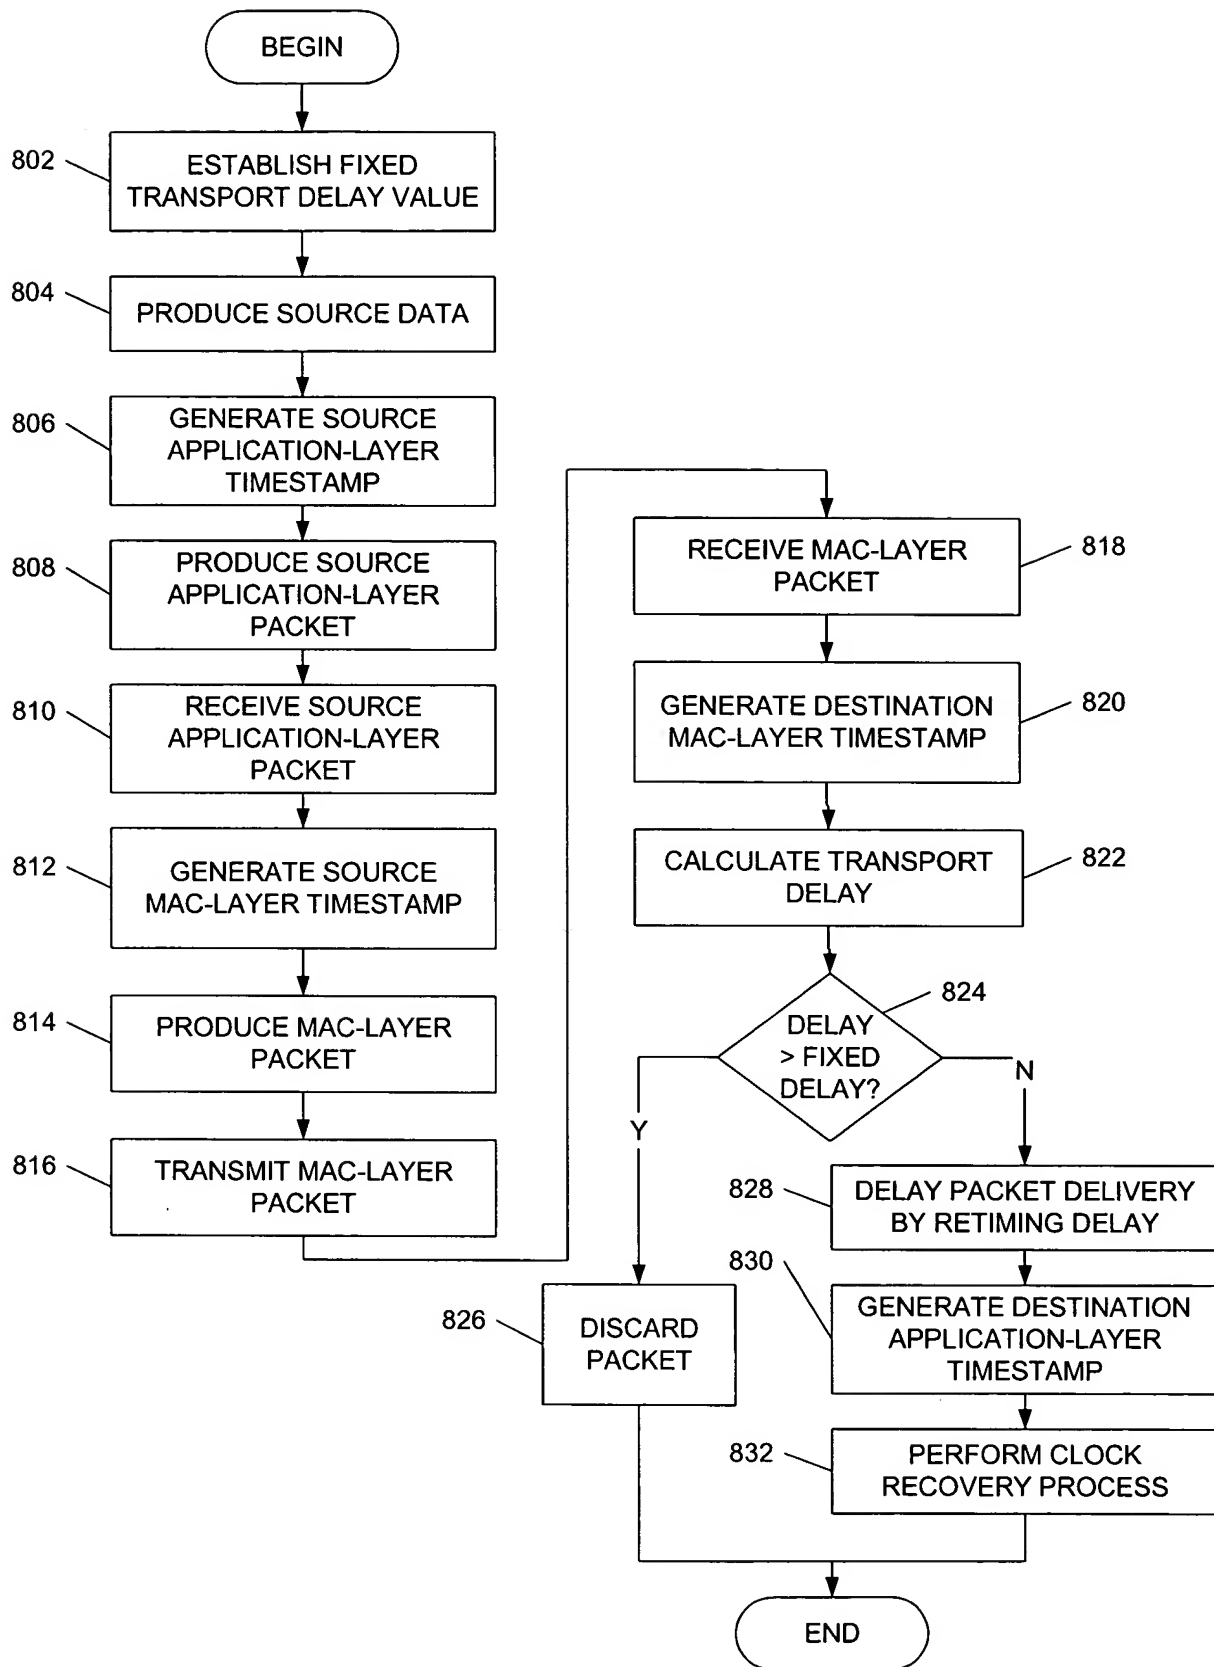 BEGIN
802
ESTABLISH FIXED
TRANSPORT DELAY VALUE
804
PRODUCE SOURCE DATA
806
GENERATE SOURCE
APPLICATION-LAYER
TIMESTAMP
808
PRODUCE SOURCE
APPLICATION-LAYER
PACKET
810
RECEIVE SOURCE
APPLICATION-LAYER
PACKET
812
GENERATE SOURCE
MAC-LAYER TIMESTAMP
814
PRODUCE MAC-LAYER
PACKET
816
TRANSMIT MAC-LAYER
PACKET
RECEIVE MAC-LAYER
PACKET
818
GENERATE DESTINATION
MAC-LAYER TIMESTAMP
820
CALCULATE TRANSPORT
DELAY
822
824
DELAY
> FIXED
DELAY?
Y
N
826
DISCARD
PACKET
828
DELAY PACKET DELIVERY
BY RETIMING DELAY
830
GENERATE DESTINATION
APPLICATION-LAYER
TIMESTAMP
832
PERFORM CLOCK
RECOVERY PROCESS
END